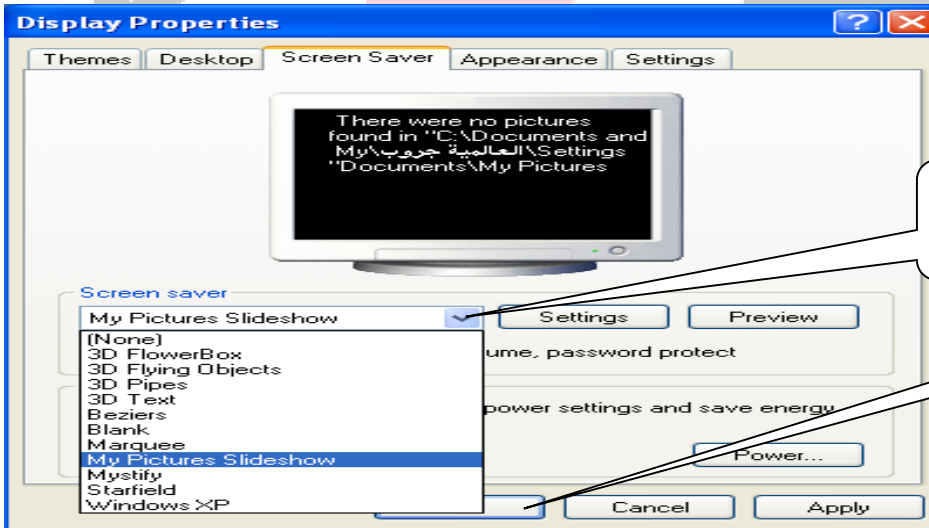 Display Properties
Themes Desktop Screen Saver Appearance Settings
There were no pictures
found in "C:\Documents and
My\العالمية جروب\Settings
"Documents\My Pictures
Screen saver
My Pictures Slideshow Settings Preview
(None)
3D FlowerBox
3D Flying Objects
ume, password protect
3D Pipes
3D Text
Beziers
power settings and save energy
Blank
Marquee
My Pictures Slideshow
Power...
Mystify
Starfield
Windows XP
Cancel Apply